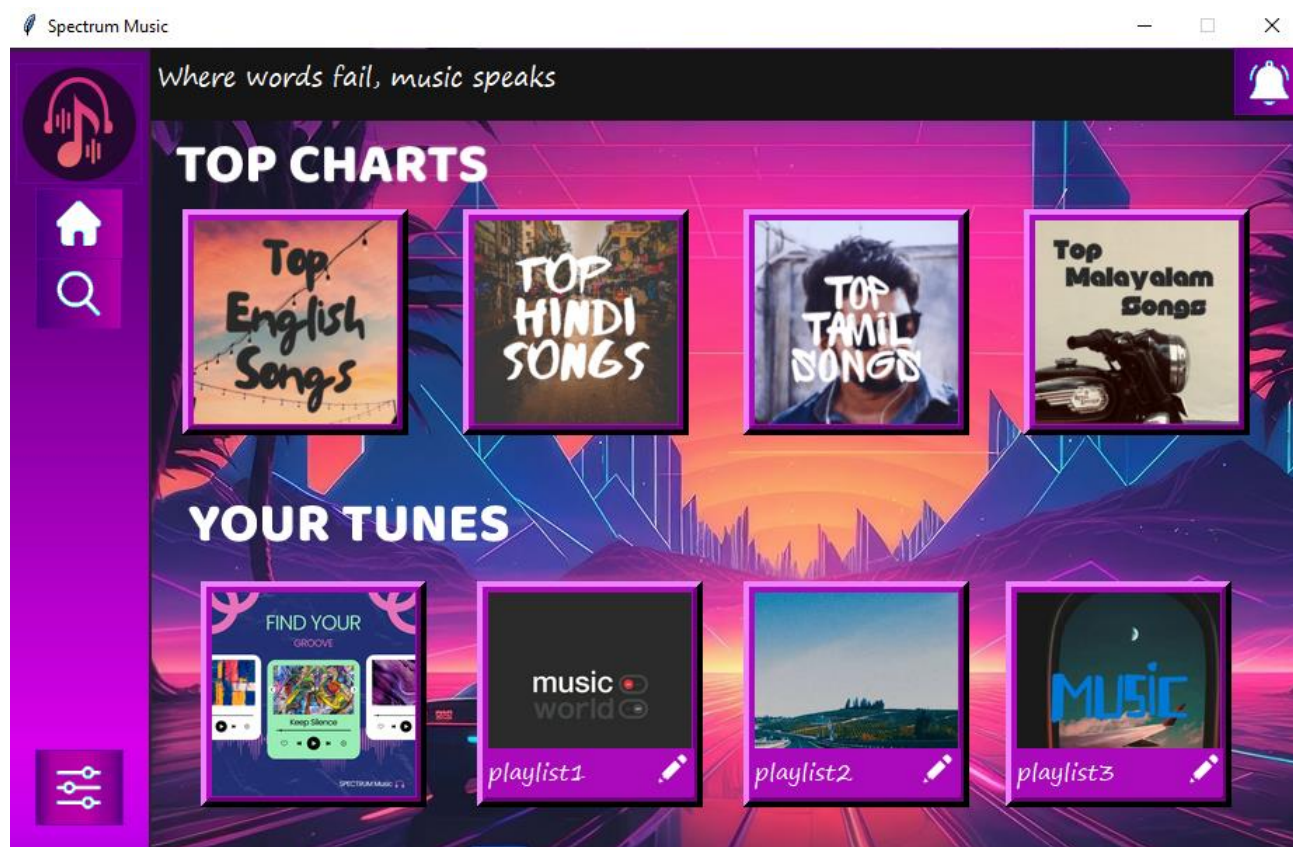 Spectrum Music
Where words fail, music speaks
TOP CHARTS
Top
English
Songs
TOP
HINDI
SONGS
TOP
TAMIL
SONGS
Top
Malayalam
Songs
YOUR TUNES
FIND YOUR
GROOVE
Keep Silence
SPECTRUM Music
music
world
playlist1
playlist2
MUSIC
playlist3